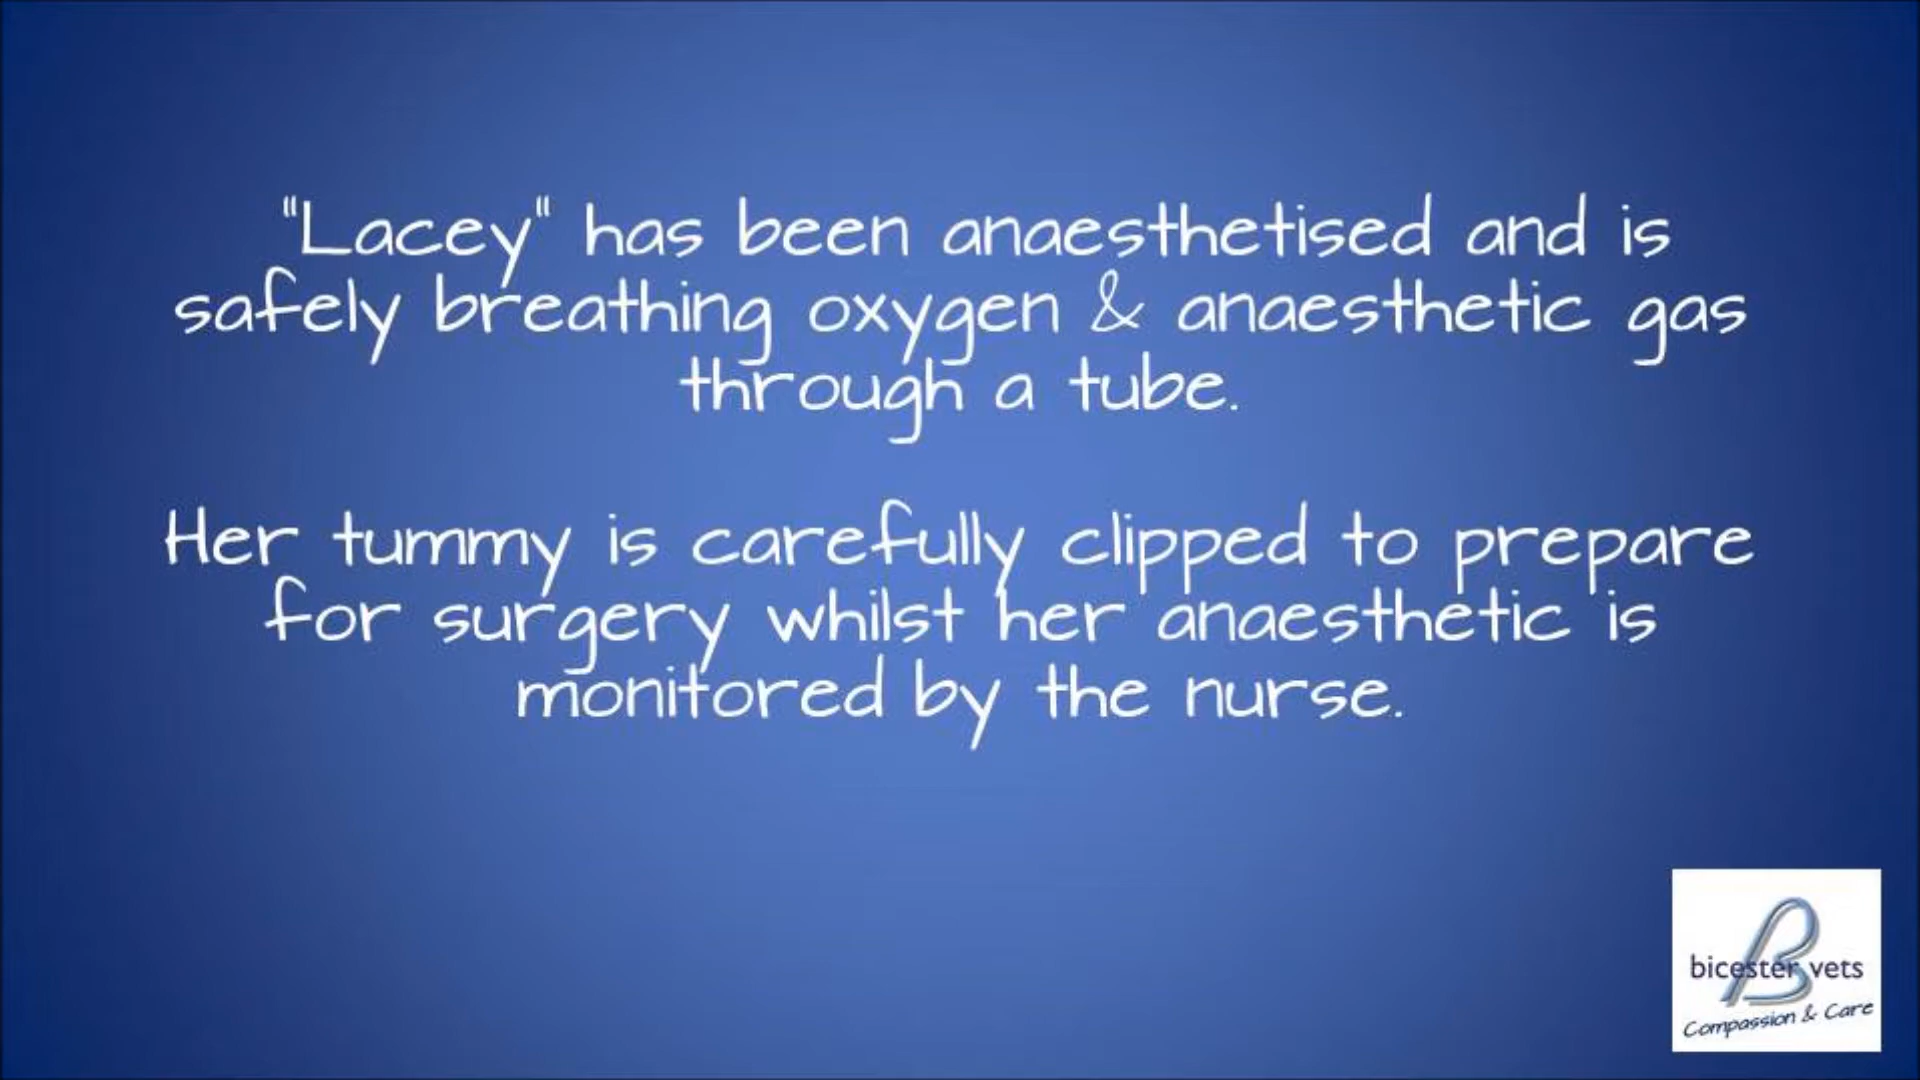 "Lacey" has been anaesthetised and is
safely breathing oxygen & anaesthetic gas
through a tube.
Her tummy is carefully clipped to prepare
for surgery whilst her anaesthetic is
monitored by the nurse.
bicester vets
Compassion & Care